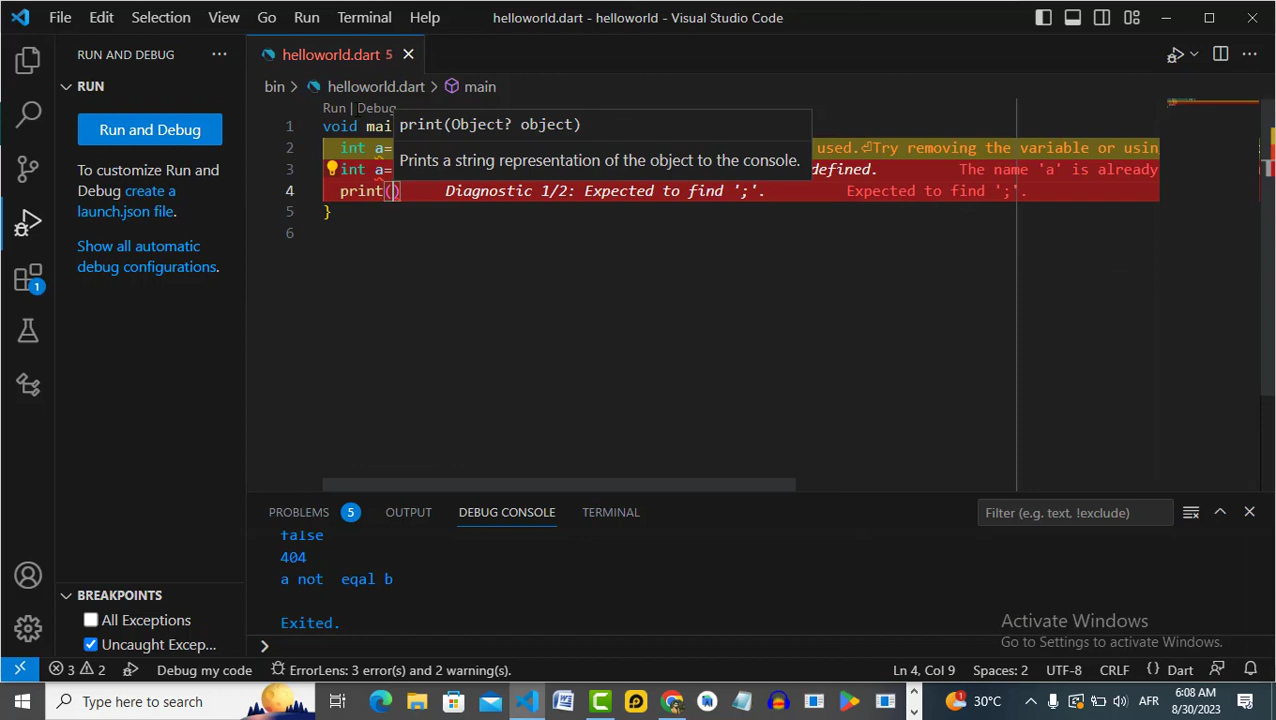 File Edit Selection View Go Run Terminal Help helloworld.dart - helloworld - Visual Studio Code
RUN AND DEBUG ···
helloworld.dart 5
RUN
bin > helloworld.dart > main
Run | Debug
Run and Debug
1 void mai
print(Object? object)
2 int a= used.⏎Try removing the variable or usin
Prints a string representation of the object to the console.
3 int a= defined. The name 'a' is already
4 print() Diagnostic 1/2: Expected to find ';'. Expected to find ';'.
5 }
6
To customize Run and
Debug create a
launch.json file.
Show all automatic
debug configurations.
1
PROBLEMS 5 OUTPUT DEBUG CONSOLE TERMINAL Filter (e.g. text, !exclude)
false
404
a not  eqal b
Exited.
>
BREAKPOINTS
All Exceptions
Uncaught Excep...
Activate Windows
Go to Settings to activate Windows.
3 2 Debug my code ErrorLens: 3 error(s) and 2 warning(s). Ln 4, Col 9 Spaces: 2 UTF-8 CRLF {} Dart
Type here to search 1 30°C AFR 6:08 AM
8/30/2023